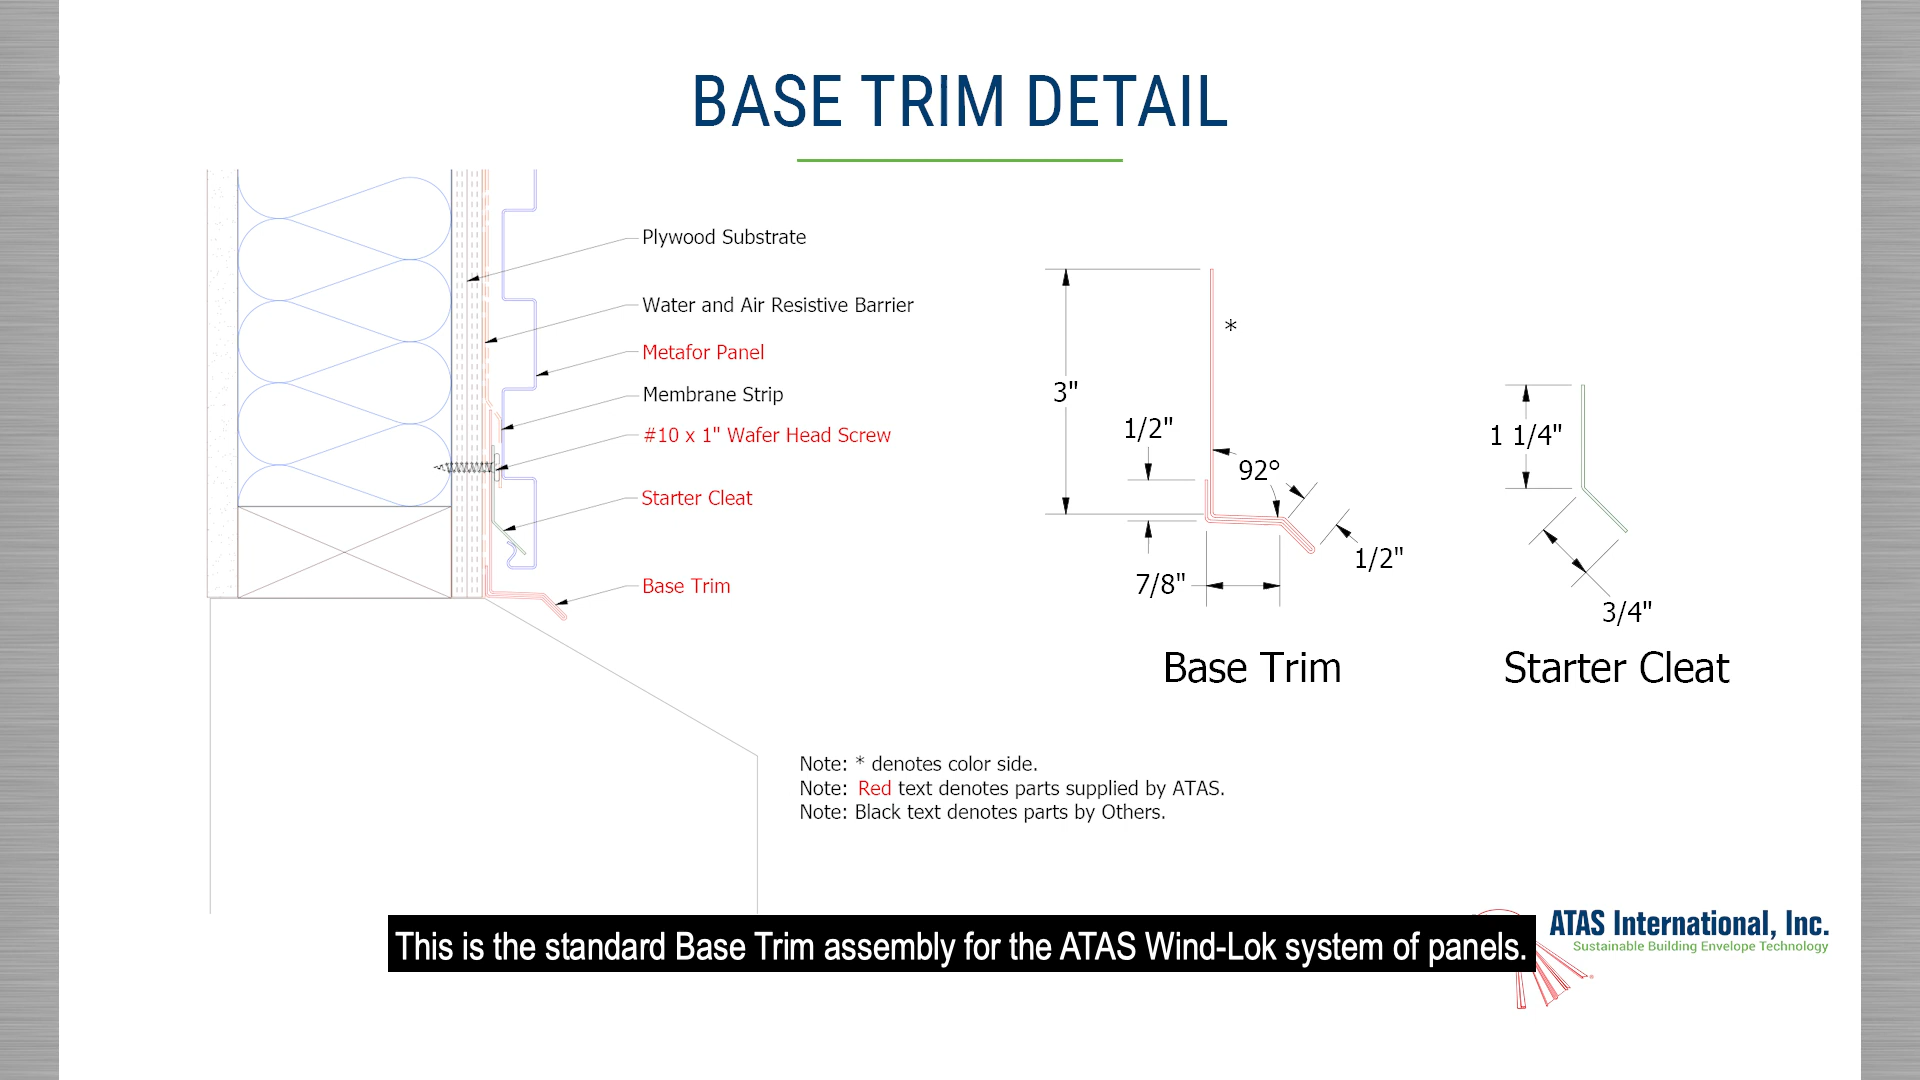 BASE TRIM DETAIL
Plywood Substrate
Water and Air Resistive Barrier
Metafor Panel
Membrane Strip
#10 x 1" Wafer Head Screw
Starter Cleat
Base Trim
3"
*
1/2"
92°
7/8"
1/2"
Base Trim
1 1/4"
3/4"
Starter Cleat
Note: * denotes color side.
Note: Red text denotes parts supplied by ATAS.
Note: Black text denotes parts by Others.
ATAS International, Inc.
Sustainable Building Envelope Technology
This is the standard Base Trim assembly for the ATAS Wind-Lok system of panels.